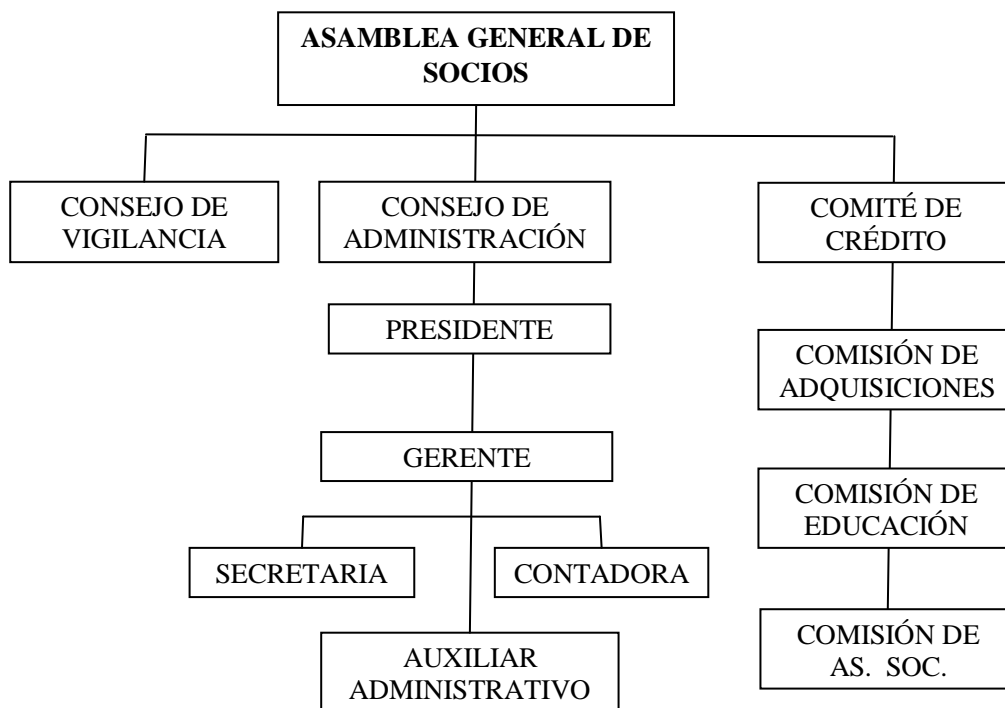 ASAMBLEA GENERAL DE
SOCIOS
CONSEJO DE
VIGILANCIA
CONSEJO DE
ADMINISTRACIÓN
COMITÉ DE
CRÉDITO
PRESIDENTE
COMISIÓN DE
ADQUISICIONES
GERENTE
COMISIÓN DE
EDUCACIÓN
SECRETARIA
CONTADORA
AUXILIAR
ADMINISTRATIVO
COMISIÓN DE
AS. SOC.